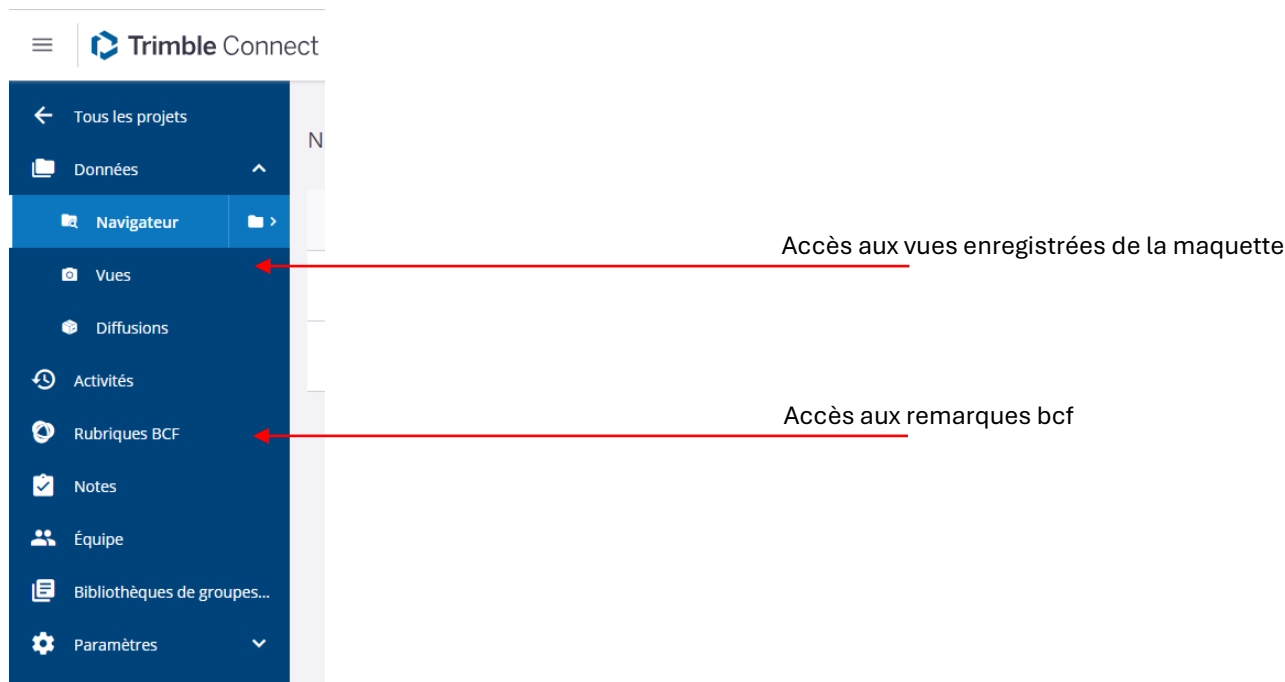 Trimble Connect
Tous les projets
N
Données
Navigateur
Accès aux vues enregistrées de la maquette
Vues
Diffusions
Activités
Accès aux remarques bcf
Rubriques BCF
Notes
Équipe
Bibliothèques de groupes...
Paramètres